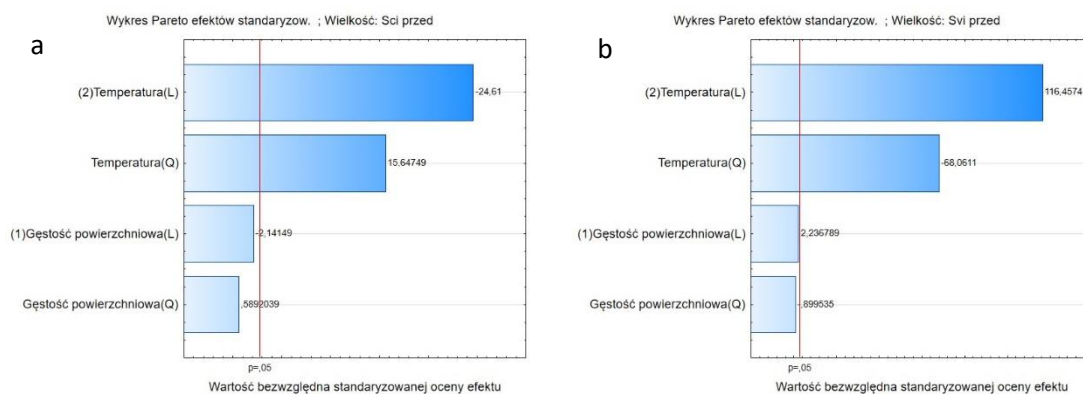 Wykres Pareto efektów standaryzow. ; Wielkość: Sci przed
a
(2)Temperatura(L)
-24,61
Temperatura(Q)
15,64749
(1)Gęstość powierzchniowa(L)
-2,14149
Gęstość powierzchniowa(Q)
,5892039
p=,05
Wartość bezwzględna standaryzowanej oceny efektu
Wykres Pareto efektów standaryzow. ; Wielkość: Svi przed
b
(2)Temperatura(L)
116,4574
Temperatura(Q)
-68,0611
(1)Gęstość powierzchniowa(L)
2,236789
Gęstość powierzchniowa(Q)
-,899535
p=,05
Wartość bezwzględna standaryzowanej oceny efektu